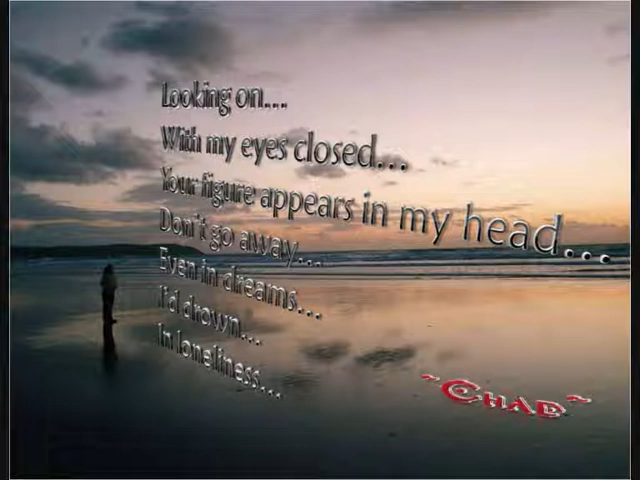 Looking on...
With my eyes closed...
Your figure appears in my head...
Don't go away....
Even in dreams...
I'd drown....
In loneliness....
~CHAD~